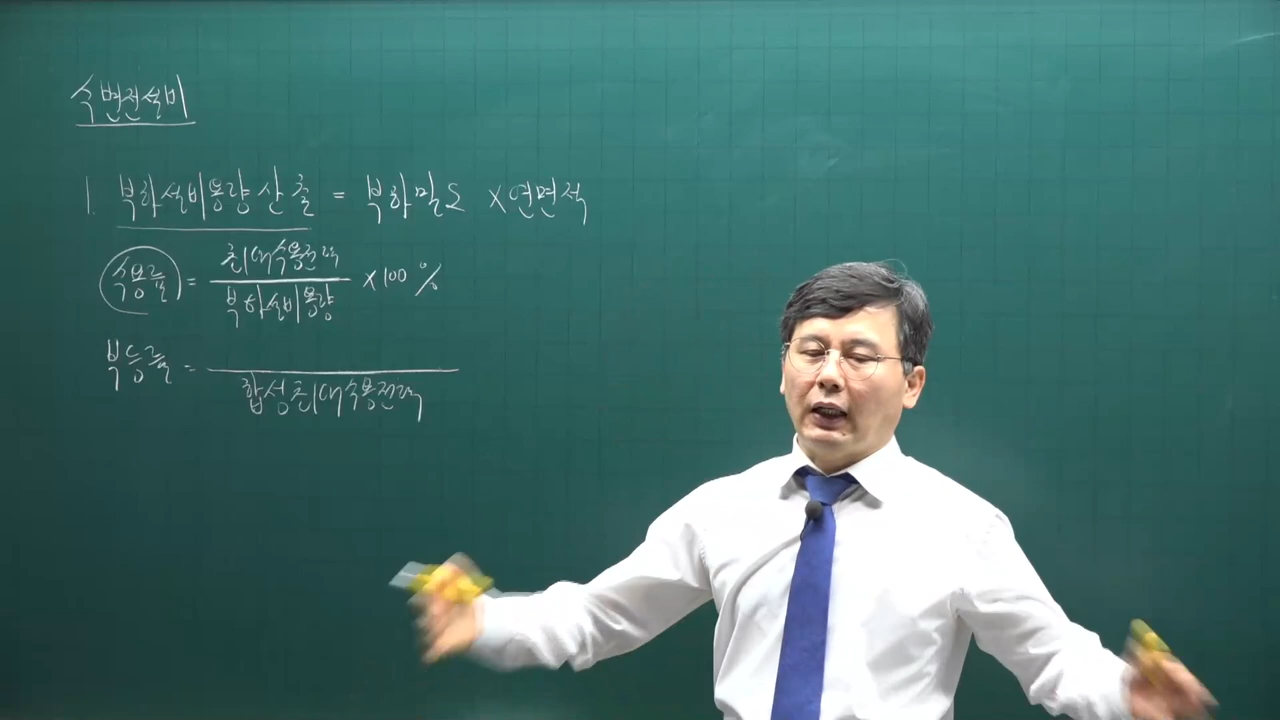 수변전설비
1. 부하설비용량산출 = 부하밀도 × 연면적
수용률 = 최대수용전력 / 부하설비용량 × 100 %
부등률 = / 합성최대수용전력